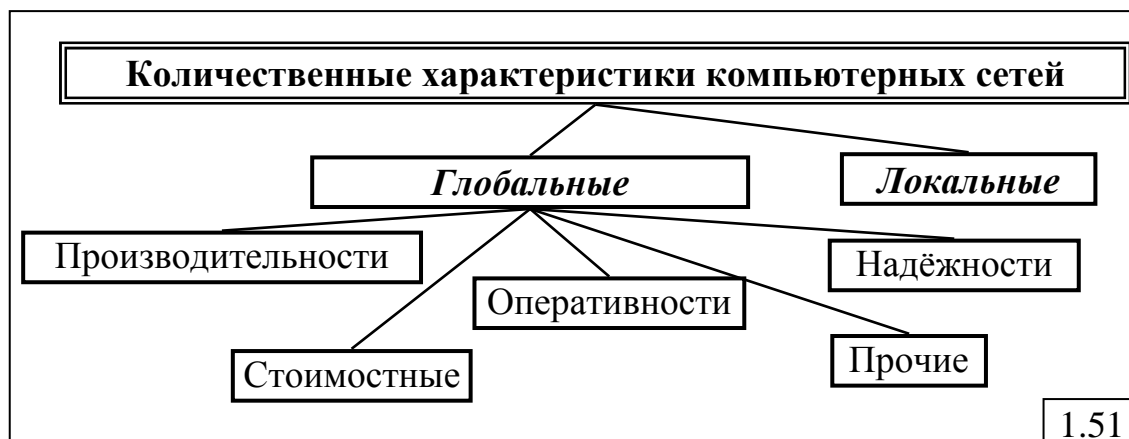 Количественные характеристики компьютерных сетей
Глобальные
Локальные
Производительности
Надёжности
Оперативности
Стоимостные
Прочие
1.51